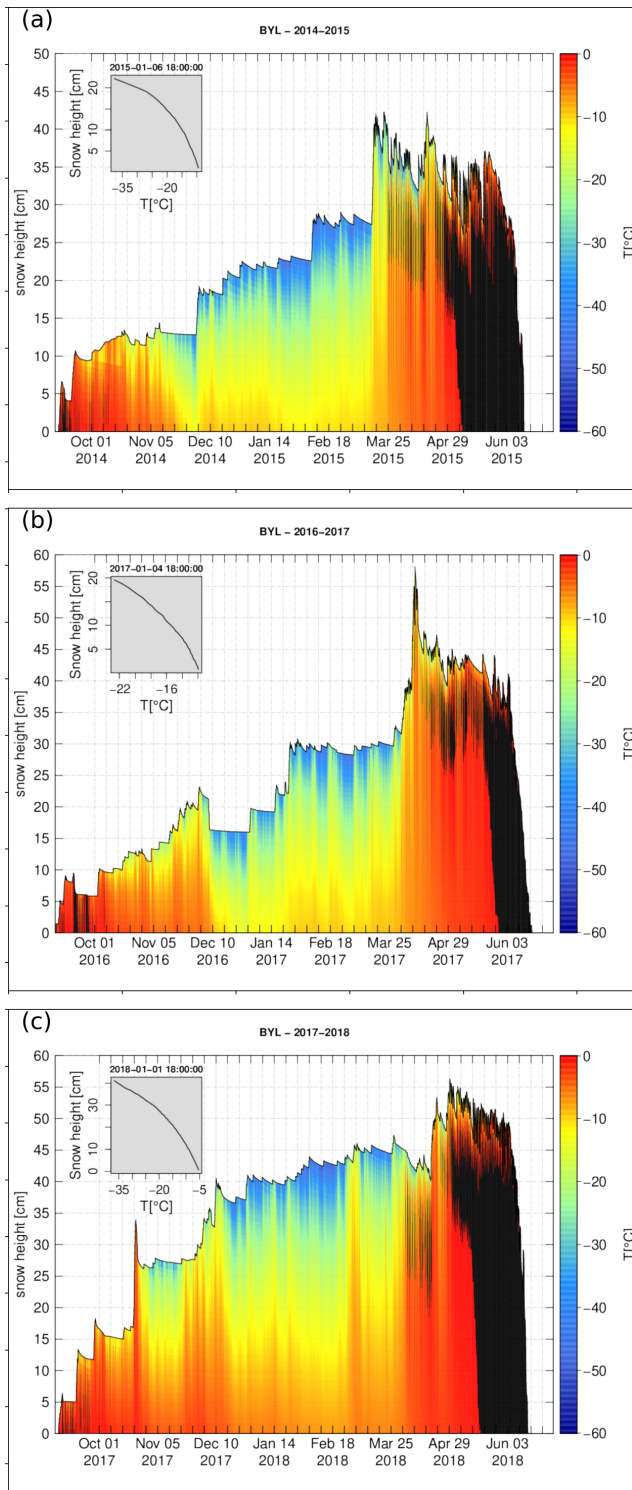 (a)
BYL − 2014−2015
2015−01−06 18:00:00
Snow height [cm]
5 10 20
−35 −20
T[°C]
snow height [cm]
50
45
40
35
30
25
20
15
10
5
0
Oct 01 Nov 05 Dec 10 Jan 14 Feb 18 Mar 25 Apr 29 Jun 03
2014 2014 2014 2015 2015 2015 2015 2015
0
−10
−20
−30
−40
−50
−60
T[°C]
(b)
BYL − 2016−2017
2017−01−04 18:00:00
Snow height [cm]
5 10 20
−22 −16
T[°C]
snow height [cm]
60
55
50
45
40
35
30
25
20
15
10
5
0
Oct 01 Nov 05 Dec 10 Jan 14 Feb 18 Mar 25 Apr 29 Jun 03
2016 2016 2016 2017 2017 2017 2017 2017
0
−10
−20
−30
−40
−50
−60
T[°C]
(c)
BYL − 2017−2018
2018−01−01 18:00:00
Snow height [cm]
0 10 30
−35 −20 −5
T[°C]
snow height [cm]
60
55
50
45
40
35
30
25
20
15
10
5
0
Oct 01 Nov 05 Dec 10 Jan 14 Feb 18 Mar 25 Apr 29 Jun 03
2017 2017 2017 2018 2018 2018 2018 2018
0
−10
−20
−30
−40
−50
−60
T[°C]